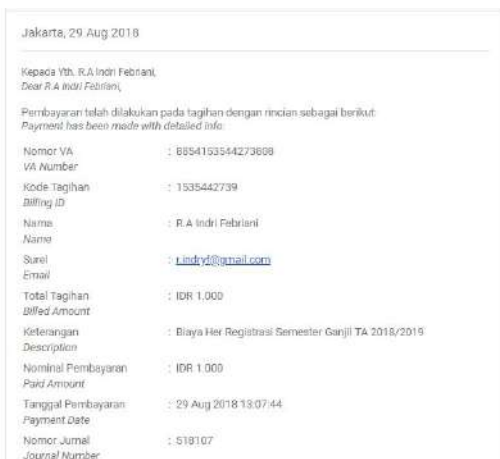 Jakarta, 29 Aug 2018
Kepada Yth. R.A Indri Febriani,
Dear R.A Indri Febriani,
Pembayaran telah dilakukan pada tagihan dengan rincian sebagai berikut:
Payment has been made with detailed info:
Nomor VA : 8854153544273808
VA Number
Kode Tagihan : 1535442739
Billing ID
Nama : R.A Indri Febriani
Name
Surel : r.indryf@gmail.com
Email
Total Tagihan : IDR 1.000
Billed Amount
Keterangan : Biaya Her Registrasi Semester Ganjil TA 2018/2019
Description
Nominal Pembayaran : IDR 1.000
Paid Amount
Tanggal Pembayaran : 29 Aug 2018 13:07:44
Payment Date
Nomor Jurnal : 518107
Journal Number